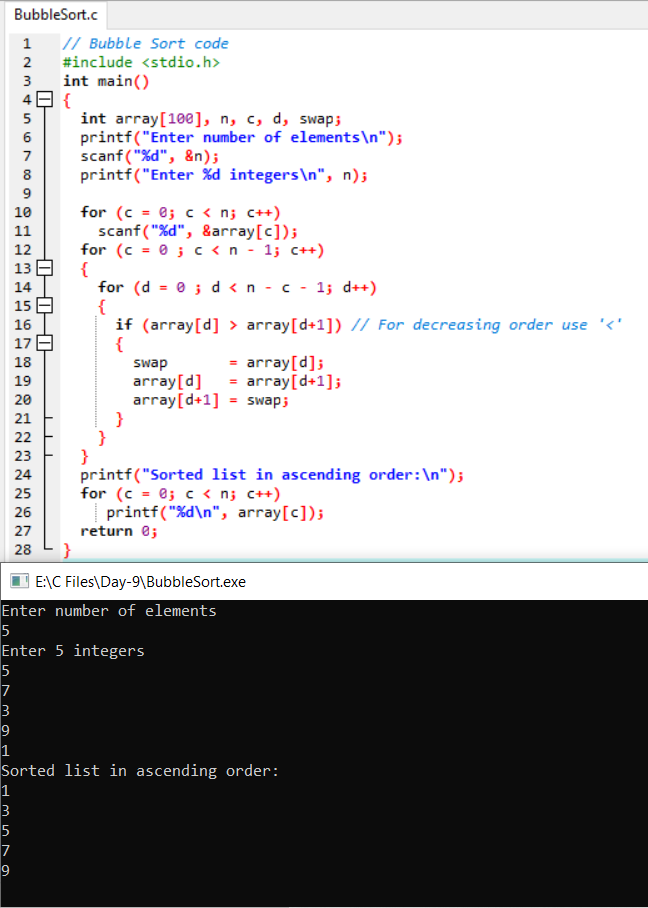 BubbleSort.c
1 // Bubble Sort code
2 #include <stdio.h>
3 int main()
4 {
5 int array[100], n, c, d, swap;
6 printf("Enter number of elements\n");
7 scanf("%d", &n);
8 printf("Enter %d integers\n", n);
9
10 for (c = 0; c < n; c++)
11 scanf("%d", &array[c]);
12 for (c = 0 ; c < n - 1; c++)
13 {
14 for (d = 0 ; d < n - c - 1; d++)
15 {
16 if (array[d] > array[d+1]) // For decreasing order use '<'
17 {
18 swap = array[d];
19 array[d] = array[d+1];
20 array[d+1] = swap;
21 }
22 }
23 }
24 printf("Sorted list in ascending order:\n");
25 for (c = 0; c < n; c++)
26 printf("%d\n", array[c]);
27 return 0;
28 }
E:\C Files\Day-9\BubbleSort.exe
Enter number of elements
5
Enter 5 integers
5
7
3
9
1
Sorted list in ascending order:
1
3
5
7
9